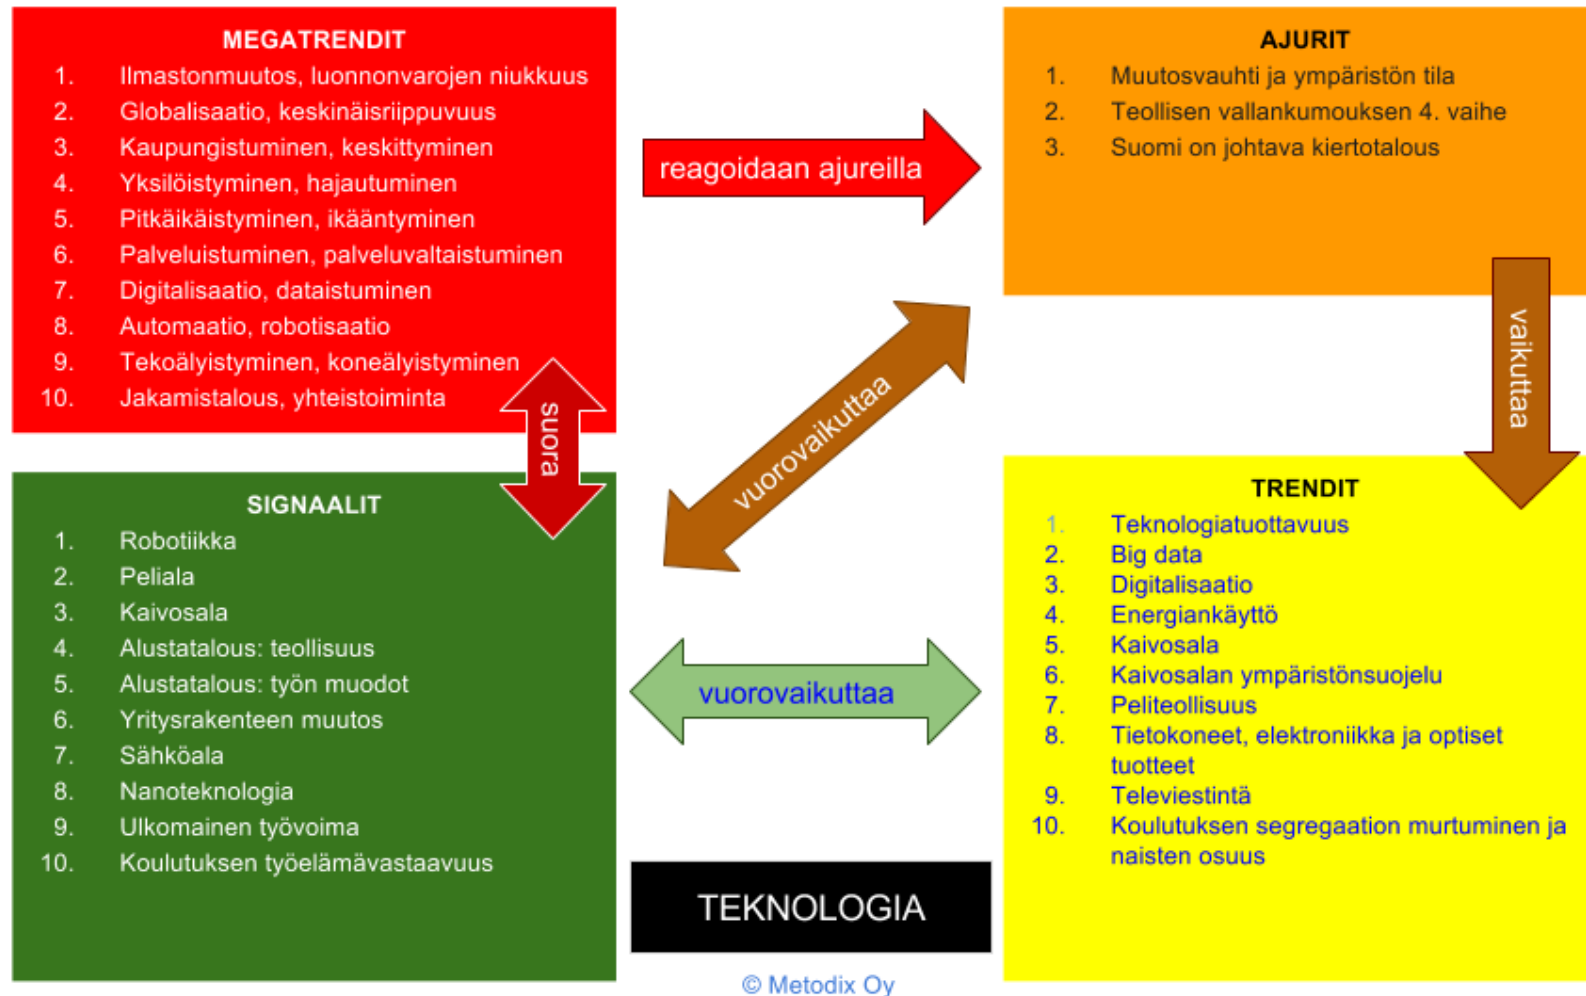 MEGATRENDIT
1. Ilmastonmuutos, luonnonvarojen niukkuus
2. Globalisaatio, keskinäisriippuvuus
3. Kaupungistuminen, keskittyminen
4. Yksilöistyminen, hajautuminen
5. Pitkäikäistyminen, ikääntyminen
6. Palveluistuminen, palveluvaltaistuminen
7. Digitalisaatio, dataistuminen
8. Automaatio, robotisaatio
9. Tekoälyistyminen, koneälyistyminen
10. Jakamistalous, yhteistoiminta
reagoidaan ajureilla
AJURIT
1. Muutosvauhti ja ympäristön tila
2. Teollisen vallankumouksen 4. vaihe
3. Suomi on johtava kiertotalous
suora
vuorovaikuttaa
vaikuttaa
SIGNAALIT
1. Robotiikka
2. Peliala
3. Kaivosala
4. Alustatalous: teollisuus
5. Alustatalous: työn muodot
6. Yritysrakenteen muutos
7. Sähköala
8. Nanoteknologia
9. Ulkomainen työvoima
10. Koulutuksen työelämävastaavuus
vuorovaikuttaa
TRENDIT
1. Teknologiatuottavuus
2. Big data
3. Digitalisaatio
4. Energiankäyttö
5. Kaivosala
6. Kaivosalan ympäristönsuojelu
7. Peliteollisuus
8. Tietokoneet, elektroniikka ja optiset
tuotteet
9. Televiestintä
10. Koulutuksen segregaation murtuminen ja
naisten osuus
TEKNOLOGIA
© Metodix Oy